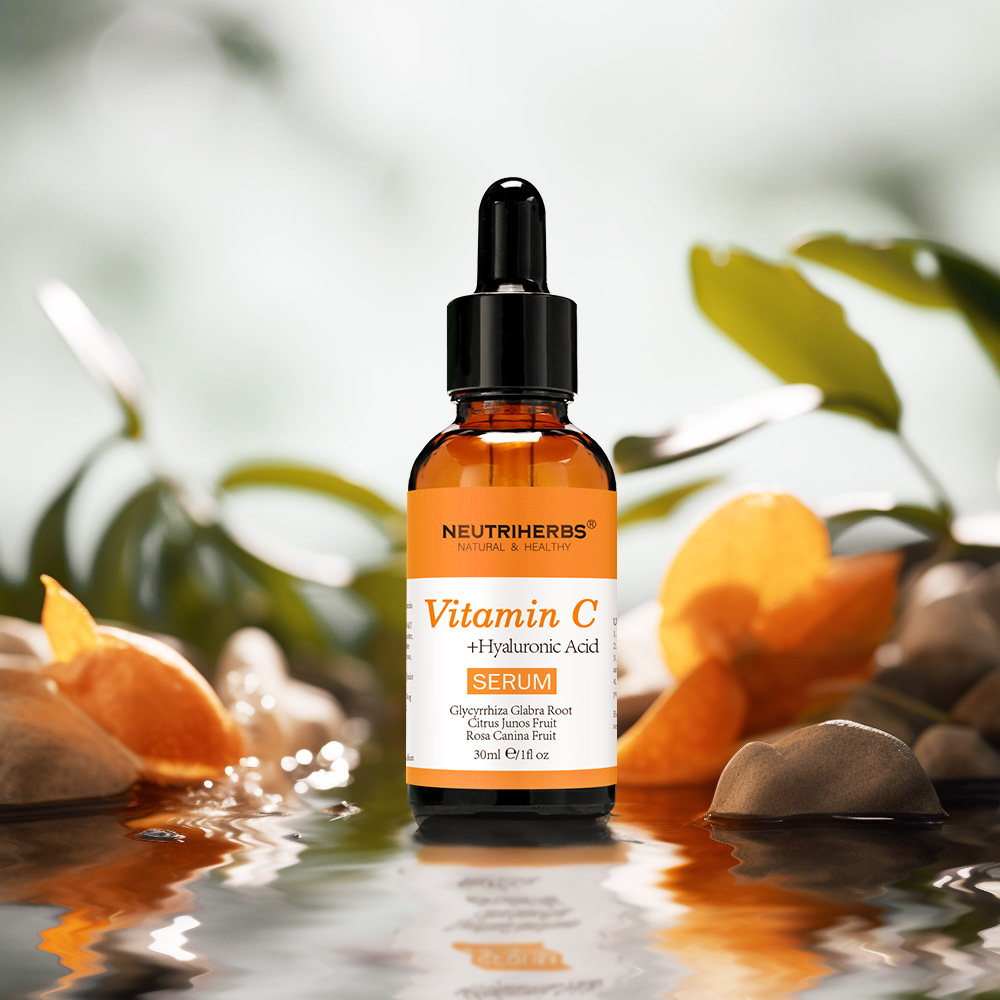 NEUTRIHERBS®
NATURAL & HEALTHY
Vitamin C
+Hyaluronic Acid
SERUM
Glycyrrhiza Glabra Root
Citrus Junos Fruit
Rosa Canina Fruit
30ml ℮/1fl oz